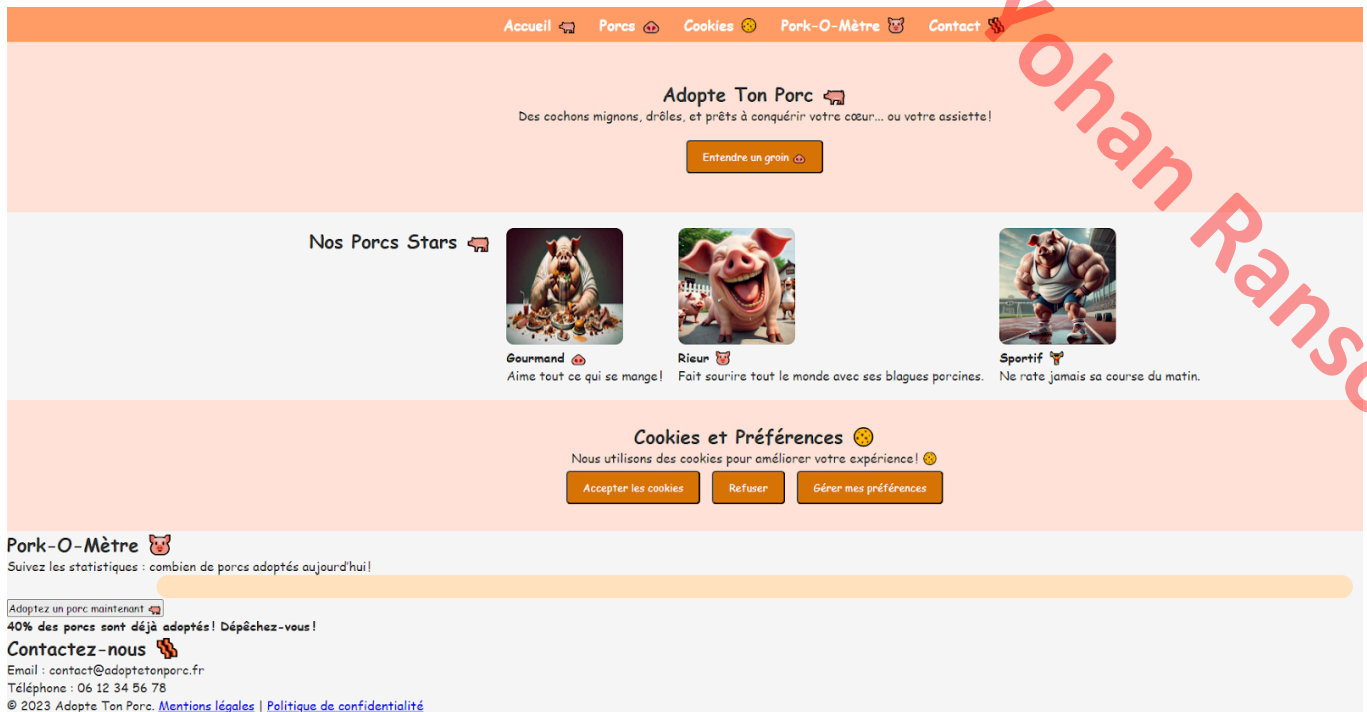 Accueil Porcs Cookies Pork-O-Mètre Contact
Adopte Ton Porc
Des cochons mignons, drôles, et prêts à conquérir votre cœur... ou votre assiette!
Entendre un groin
Nos Porcs Stars
Gourmand
Aime tout ce qui se mange!
Rieur
Fait sourire tout le monde avec ses blagues porcines.
Sportif
Ne rate jamais sa course du matin.
Cookies et Préférences
Nous utilisons des cookies pour améliorer votre expérience!
Accepter les cookies Refuser Gérer mes préférences
Pork-O-Mètre
Suivez les statistiques : combien de porcs adoptés aujourd'hui!
Adoptez un porc maintenant
40% des porcs sont déjà adoptés! Dépêchez-vous!
Contactez-nous
Email : contact@adoptetonporc.fr
Téléphone : 06 12 34 56 78
© 2023 Adopte Ton Porc. Mentions légales | Politique de confidentialité
Yohan Ranso